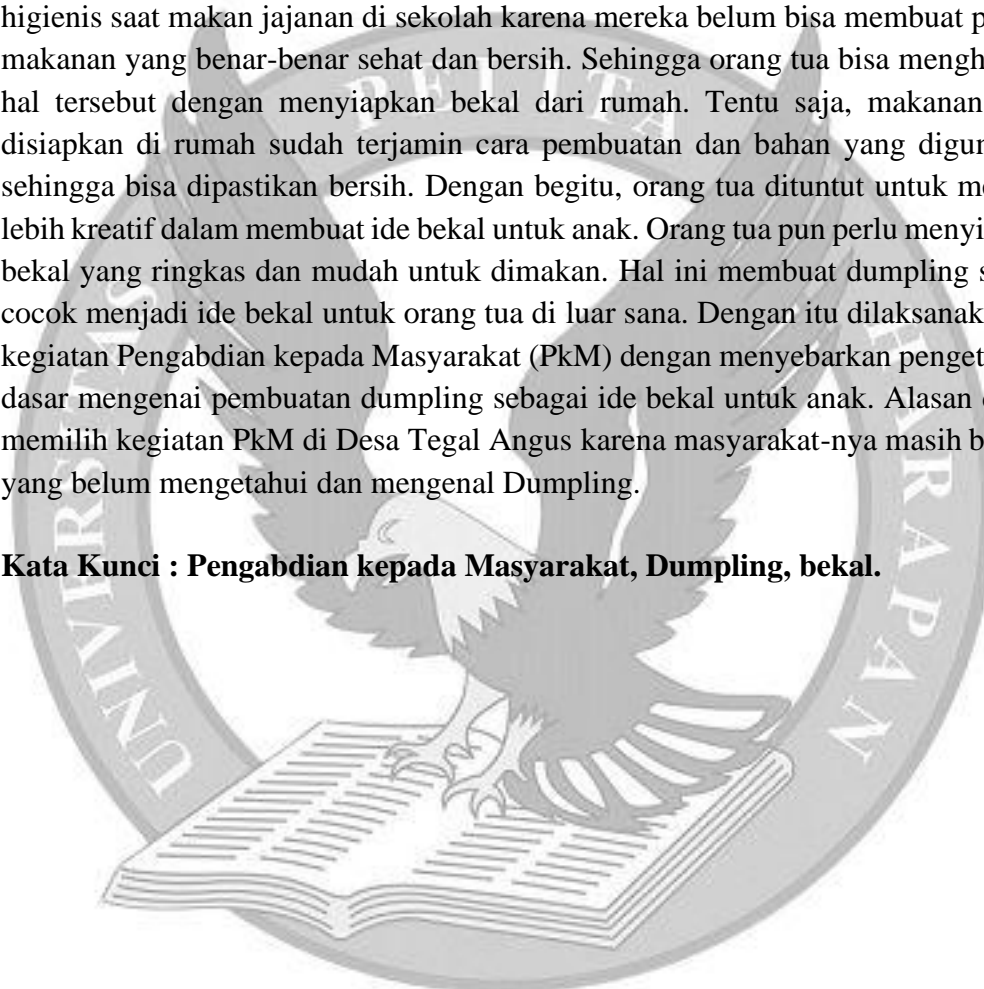 higienis saat makan jajanan di sekolah karena mereka belum bisa membuat
makanan yang benar-benar sehat dan bersih. Sehingga orang tua bisa
hal tersebut dengan menyiapkan bekal dari rumah. Tentu saja, makanan
disiapkan di rumah sudah terjamin cara pembuatan dan bahan yang
sehingga bisa dipastikan bersih. Dengan begitu, orang tua dituntut untuk
lebih kreatif dalam membuat ide bekal untuk anak. Orang tua pun perlu
bekal yang ringkas dan mudah untuk dimakan. Hal ini membuat dumpling
cocok menjadi ide bekal untuk orang tua di luar sana. Dengan itu
kegiatan Pengabdian kepada Masyarakat (PkM) dengan menyebarkan
dasar mengenai pembuatan dumpling sebagai ide bekal untuk anak. Alasan
memilih kegiatan PkM di Desa Tegal Angus karena masyarakat-nya masih
yang belum mengetahui dan mengenal Dumpling.
Kata Kunci : Pengabdian kepada Masyarakat, Dumpling, bekal.
UNIVERSITAS PELITA HARAPAN